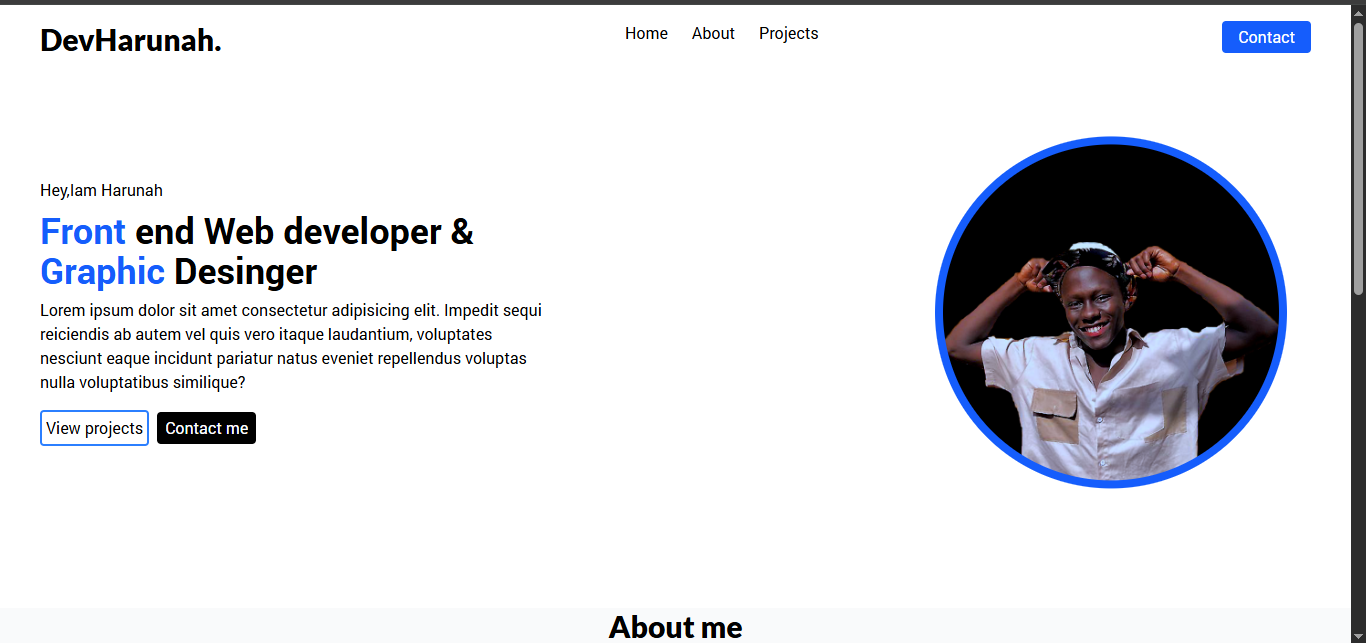 DevHarunah.
Home About Projects
Contact
Hey,Iam Harunah
Front end Web developer &
Graphic Desinger
Lorem ipsum dolor sit amet consectetur adipisicing elit. Impedit sequi
reiciendis ab autem vel quis vero itaque laudantium, voluptates
nesciunt eaque incidunt pariatur natus eveniet repellendus voluptas
nulla voluptatibus similique?
View projects Contact me
About me